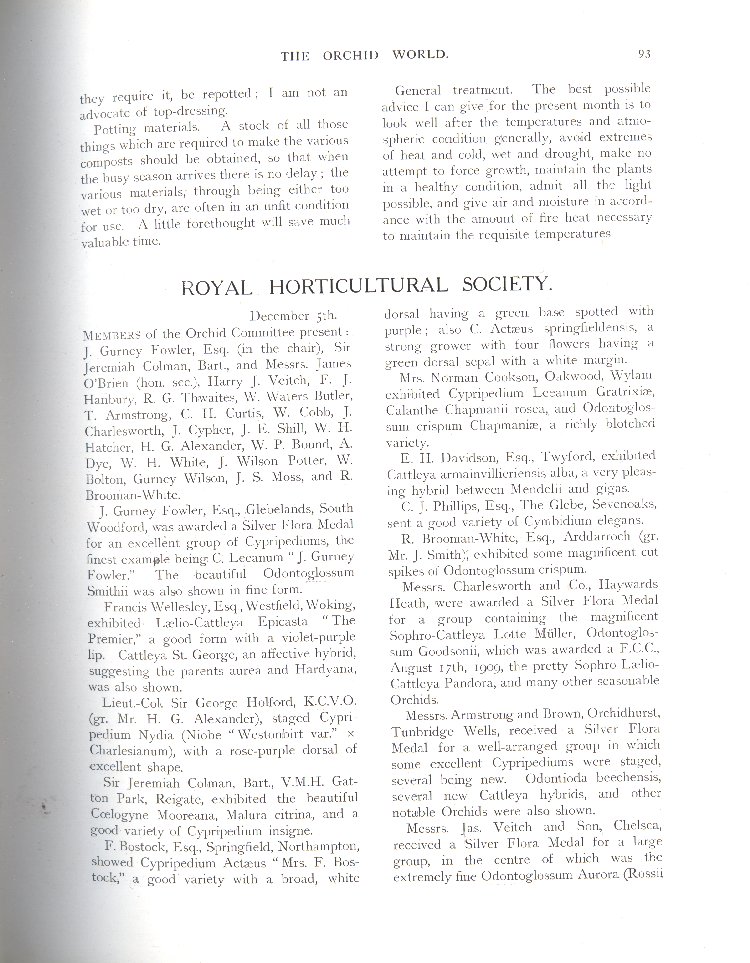 THE ORCHID WORLD. 93
they require it, be repotted; I am not an
advocate of top-dressing.
Potting materials. A stock of all those
things which are required to make the various
composts should be obtained, so that when
the busy season arrives there is no delay; the
various materials, through being either too
wet or too dry, are often in an unfit condition
for use. A little forethought will save much
valuable time.
General treatment. The best possible
advice I can give for the present month is to
look well after the temperatures and atmo-
spheric condition generally, avoid extremes
of heat and cold, wet and drought, make no
attempt to force growth, maintain the plants
in a healthy condition, admit all the light
possible, and give air and moisture in accord-
ance with the amount of fire heat necessary
to maintain the requisite temperatures
ROYAL HORTICULTURAL SOCIETY.
December 5th.
MEMBERS of the Orchid Committee present:
J. Gurney Fowler, Esq. (in the chair), Sir
Jeremiah Colman, Bart., and Messrs. James
O'Brien (hon. sec.), Harry J. Veitch, F. J.
Hanbury, R. G. Thwaites, W. Waters Butler,
T. Armstrong, C. H. Curtis, W. Cobb, J.
Charlesworth, J. Cypher, J. E. Shill, W. H.
Hatcher, H. G. Alexander, W. P. Bound, A.
Dye, W. H. White, J. Wilson Potter, W.
Bolton, Gurney Wilson, J. S. Moss, and R.
Brooman-White.
J. Gurney Fowler, Esq., Glebelands, South
Woodford, was awarded a Silver Flora Medal
for an excellent group of Cypripediums, the
finest example being C. Leeanum "J. Gurney
Fowler." The beautiful Odontoglossum
Smithii was also shown in fine form.
Francis Wellesley, Esq, Westfield, Woking,
exhibited Lælio-Cattleya Epicasta "The
Premier," a good form with a violet-purple
lip. Cattleya St. George, an affective hybrid,
suggesting the parents aurea and Hardyana,
was also shown.
Lieut.-Col. Sir George Holford, K.C.V.O.
(gr. Mr. H. G. Alexander), staged Cypri
pedium Nydia (Niobe "Westonbirt var." ×
Charlesianum), with a rose-purple dorsal of
excellent shape.
Sir Jeremiah Colman, Bart., V.M.H. Gat-
ton Park, Reigate, exhibited the beautiful
Cœlogyne Mooreana, Malura citrina, and a
good variety of Cypripedium insigne.
F. Bostock, Esq., Springfield, Northampton,
showed Cypripedium Actæus "Mrs. F. Bos-
tock," a good variety with a broad, white
dorsal having a green base spotted with
purple; also C. Actæus springfieldensis, a
strong grower with four flowers having a
green dorsal sepal with a white margin.
Mrs. Norman Cookson, Oakwood, Wylam
exhibited Cypripedium Leeanum Gratrixiæ,
Calanthe Chapmanii rosea, and Odontoglos-
sum crispum Chapmaniæ, a richly blotched
variety.
E. H. Davidson, Esq., Twyford, exhibited
Cattleya armainvillieriensis alba, a very pleas-
ing hybrid between Mendelii and gigas.
C. J. Phillips, Esq., The Glebe, Sevenoaks,
sent a good variety of Cymbidium elegans.
R. Brooman-White, Esq., Arddarroch (gr.
Mr. J. Smith), exhibited some magnificent cut
spikes of Odontoglossum crispum.
Messrs. Charlesworth and Co., Haywards
Heath, were awarded a Silver Flora Medal
for a group containing the magnificent
Sophro-Cattleya Lotte Müller, Odontoglos-
sum Goodsonii, which was awarded a F.C.C.,
August 17th, 1909, the pretty Sophro Lælio-
Cattleya Pandora, and many other seasonable
Orchids.
Messrs. Armstrong and Brown, Orchidhurst,
Tunbridge Wells, received a Silver Flora
Medal for a well-arranged group in which
some excellent Cypripediums were staged,
several being new. Odontioda beechensis,
several new Cattleya hybrids, and other
notable Orchids were also shown.
Messrs. Jas. Veitch and Son, Chelsea,
received a Silver Flora Medal for a large
group, in the centre of which was the
extremely fine Odontoglossum Aurora (Rossii